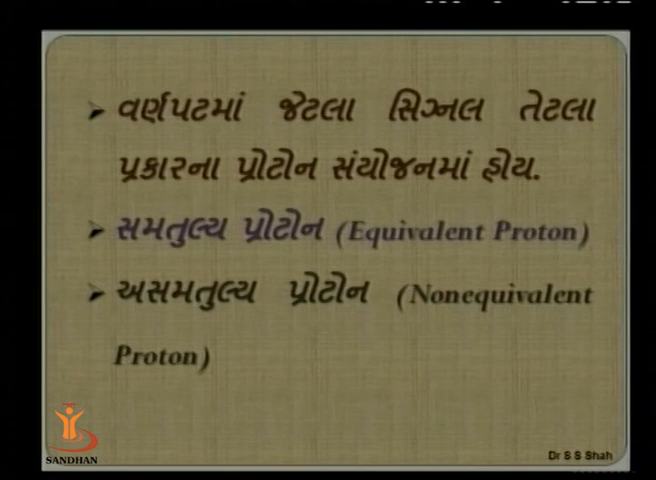 વર્ણપટમાં જેટલા સિગ્નલ તેટલા
પ્રકારના પ્રોટોન સંયોજનમાં હોય.
સમતુલ્ય પ્રોટોન (Equivalent Proton)
અસમતુલ્ય પ્રોટોન (Nonequivalent
Proton)
SANDHAN
Dr S S Shah